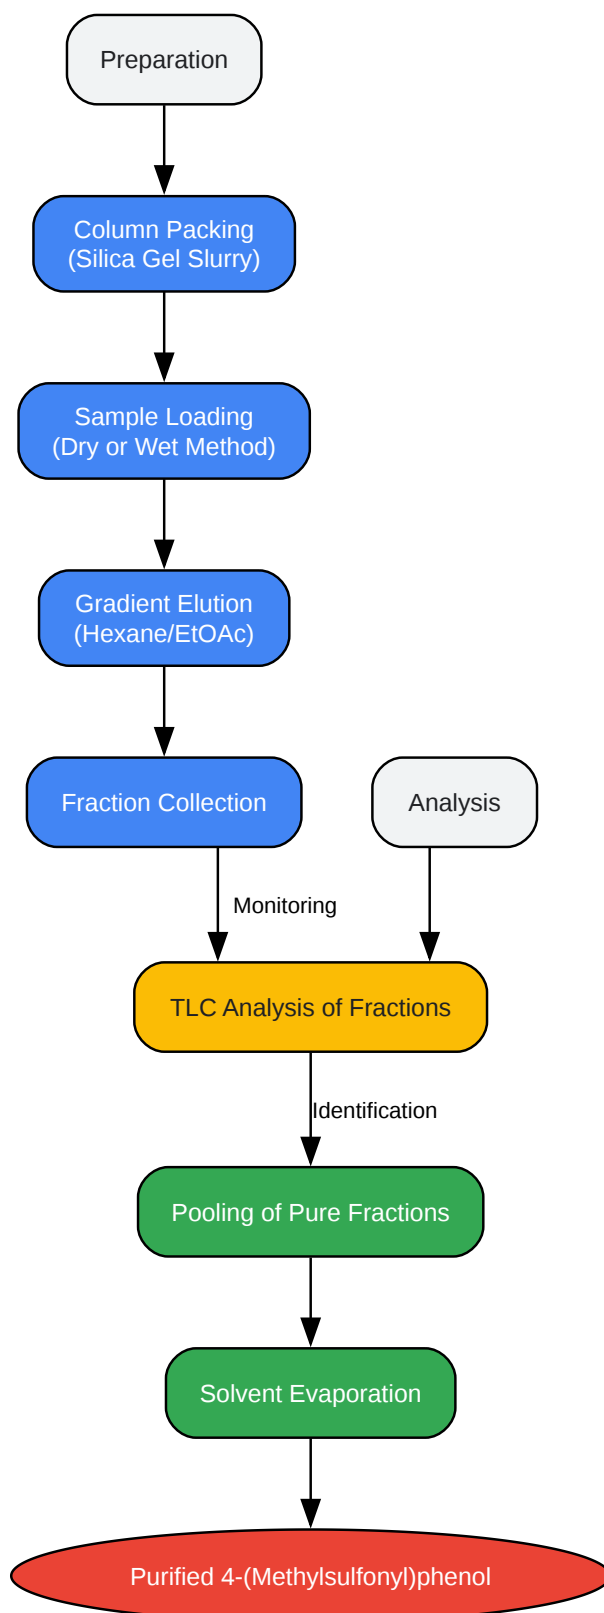 Preparation
Column Packing
(Silica Gel Slurry)
Sample Loading
(Dry or Wet Method)
Gradient Elution
(Hexane/EtOAc)
Fraction Collection
Analysis
Monitoring
TLC Analysis of Fractions
Identification
Pooling of Pure Fractions
Solvent Evaporation
Purified 4-(Methylsulfonyl)phenol